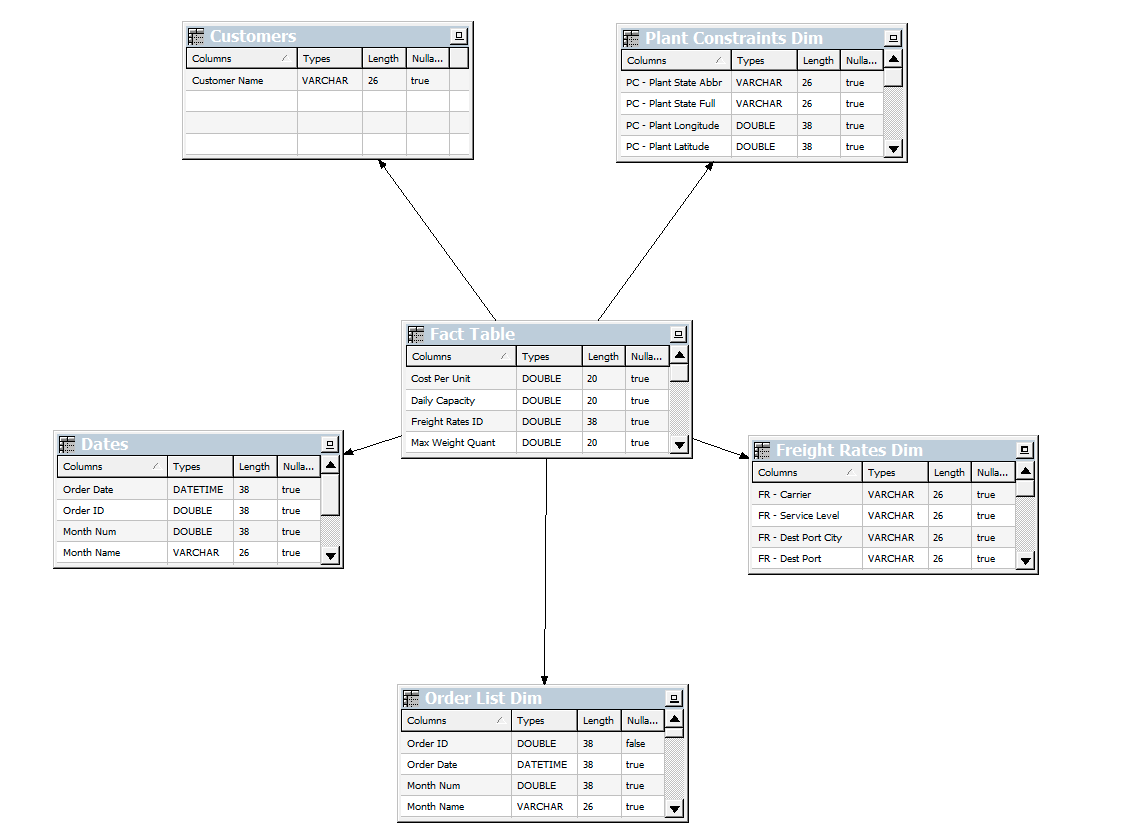 Customers
Columns Types Length Nulla...
Customer Name VARCHAR 26 true
Plant Constraints Dim
Columns Types Length Nulla...
PC - Plant State Abbr VARCHAR 26 true
PC - Plant State Full VARCHAR 26 true
PC - Plant Longitude DOUBLE 38 true
PC - Plant Latitude DOUBLE 38 true
Fact Table
Columns Types Length Nulla...
Cost Per Unit DOUBLE 20 true
Daily Capacity DOUBLE 20 true
Freight Rates ID DOUBLE 38 true
Max Weight Quant DOUBLE 20 true
Dates
Columns Types Length Nulla...
Order Date DATETIME 38 true
Order ID DOUBLE 38 true
Month Num DOUBLE 38 true
Month Name VARCHAR 26 true
Freight Rates Dim
Columns Types Length Nulla...
FR - Carrier VARCHAR 26 true
FR - Service Level VARCHAR 26 true
FR - Dest Port City VARCHAR 26 true
FR - Dest Port VARCHAR 26 true
Order List Dim
Columns Types Length Nulla...
Order ID DOUBLE 38 false
Order Date DATETIME 38 true
Month Num DOUBLE 38 true
Month Name VARCHAR 26 true